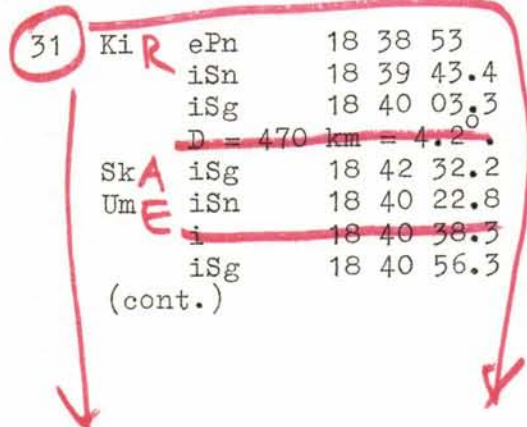 31 Ki R ePn 18 38 53
iSn 18 39 43.4
iSg 18 40 03.3
D = 470 km = 4.2°.
Sk A iSg 18 42 32.2
Um E iSn 18 40 22.8
i 18 40 38.3
iSg 18 40 56.3
(cont.)